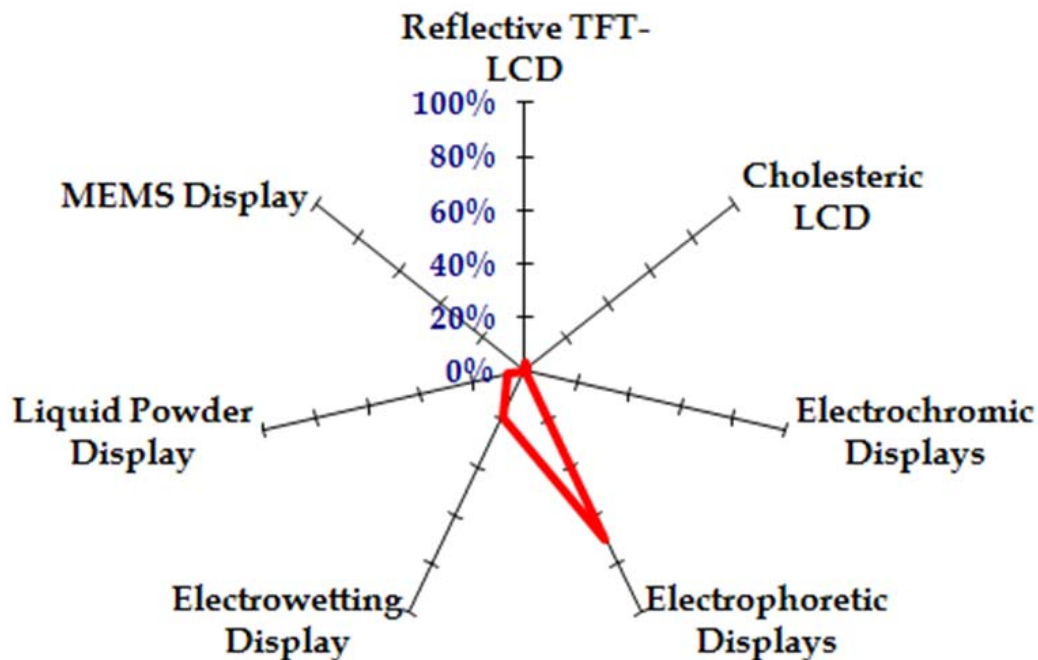 Reflective TFT-
LCD
100%
80%
60%
40%
20%
0%
Cholesteric
LCD
Electrochromic
Displays
Electrophoretic
Displays
Electrowetting
Display
Liquid Powder
Display
MEMS Display